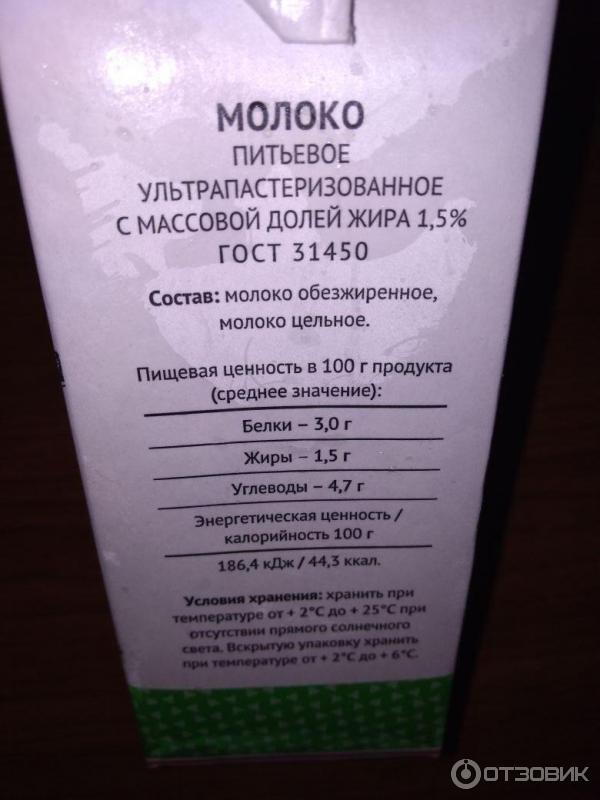 МОЛОКО
ПИТЬЕВОЕ
УЛЬТРАПАСТЕРИЗОВАННОЕ
С МАССОВОЙ ДОЛЕЙ ЖИРА 1,5%
ГОСТ 31450
Состав: молоко обезжиренное,
молоко цельное.
Пищевая ценность в 100 г продукта
(среднее значение):
Белки – 3,0 г
Жиры – 1,5 г
Углеводы – 4,7 г
Энергетическая ценность /
калорийность 100 г
186,4 кДж / 44,3 ккал.
Условия хранения: хранить при
температуре от + 2°С до + 25°С при
отсутствии прямого солнечного
света. Вскрытую упаковку хранить
при температуре от + 2°С до + 6°С.
ОТЗОВИК